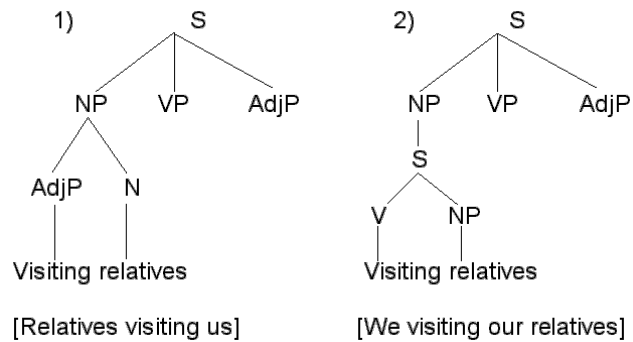 1) S 2) S
NP VP AdjP NP VP AdjP
S
AdjP N V NP
Visiting relatives Visiting relatives
[Relatives visiting us] [We visiting our relatives]